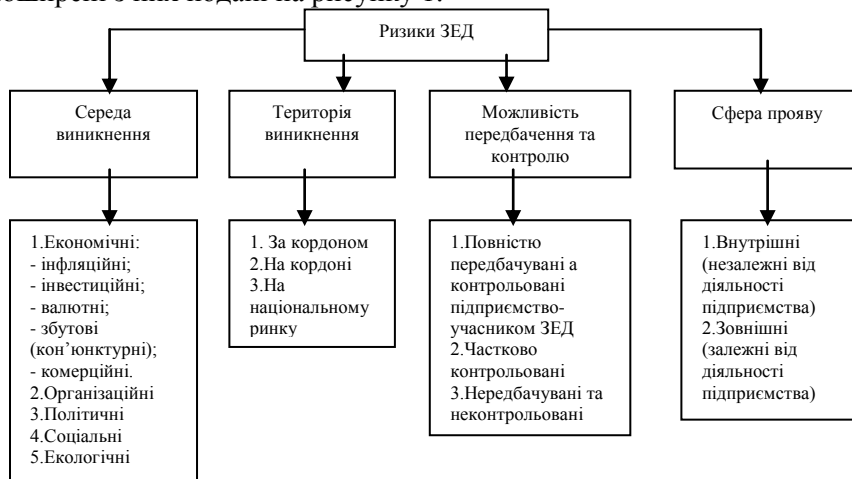 оширені з них подані на рисунку 1.
Ризики ЗЕД
Середа
виникнення
Територія
виникнення
Можливість
передбачення та
контролю
Сфера прояву
1.Економічні:
- інфляційні;
- інвестиційні;
- валютні;
- збутові
(кон’юнктурні);
- комерційні.
2.Організаційні
3.Політичні
4.Соціальні
5.Екологічні
1. За кордоном
2.На кордоні
3.На
національному
ринку
1.Повністю
передбачувані а
контрольовані
підприємство-
учасником ЗЕД
2.Частково
контрольовані
3.Нередбачувані та
неконтрольовані
1.Внутрішні
(незалежні від
діяльності
підприємства)
2.Зовнішні
(залежні від
діяльності
підприємства)